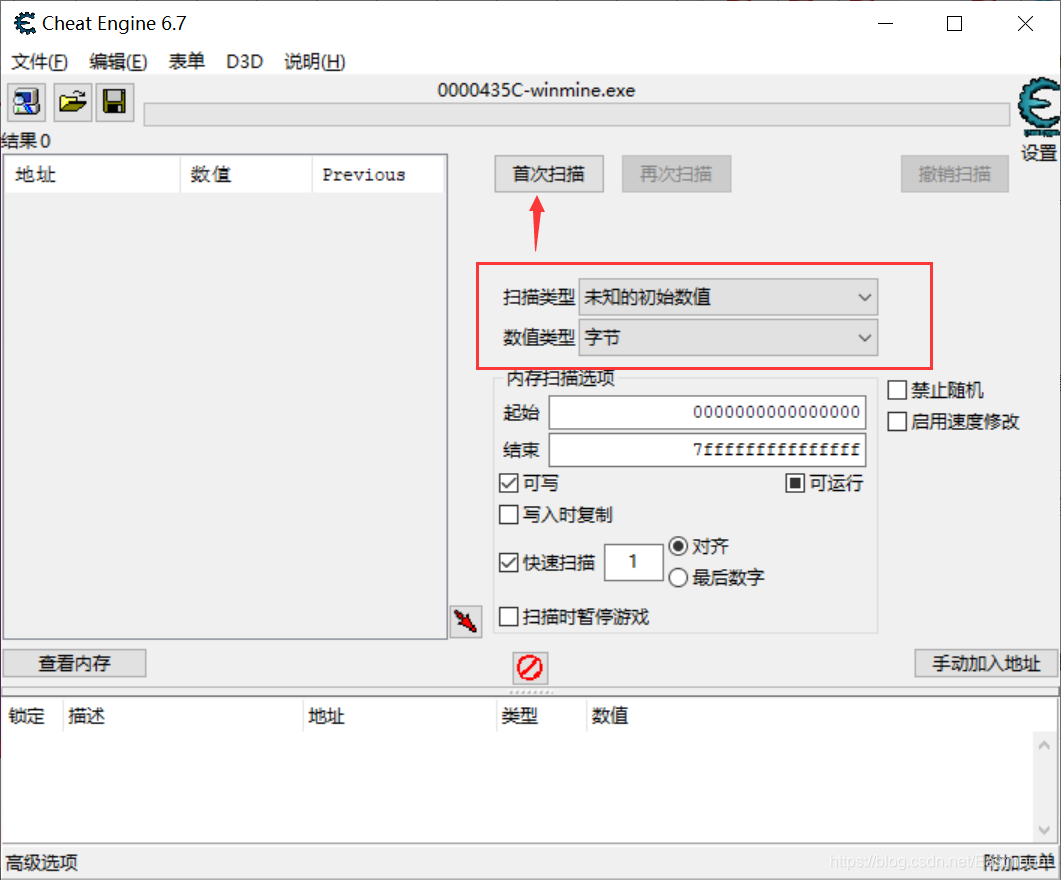 Cheat Engine 6.7
文件(F) 编辑(E) 表单 D3D 说明(H)
0000435C-winmine.exe
结果 0
设置
地址 数值 Previous
首次扫描 再次扫描 撤销扫描
扫描类型 未知的初始数值
数值类型 字节
内存扫描选项
起始 0000000000000000
禁止随机
启用速度修改
结束 7fffffffffffffff
可写 可运行
写入时复制
快速扫描 1 对齐
最后数字
扫描时暂停游戏
查看内存 手动加入地址
锁定 描述 地址 类型 数值
高级选项 附加表单
https://blog.csdn.net/